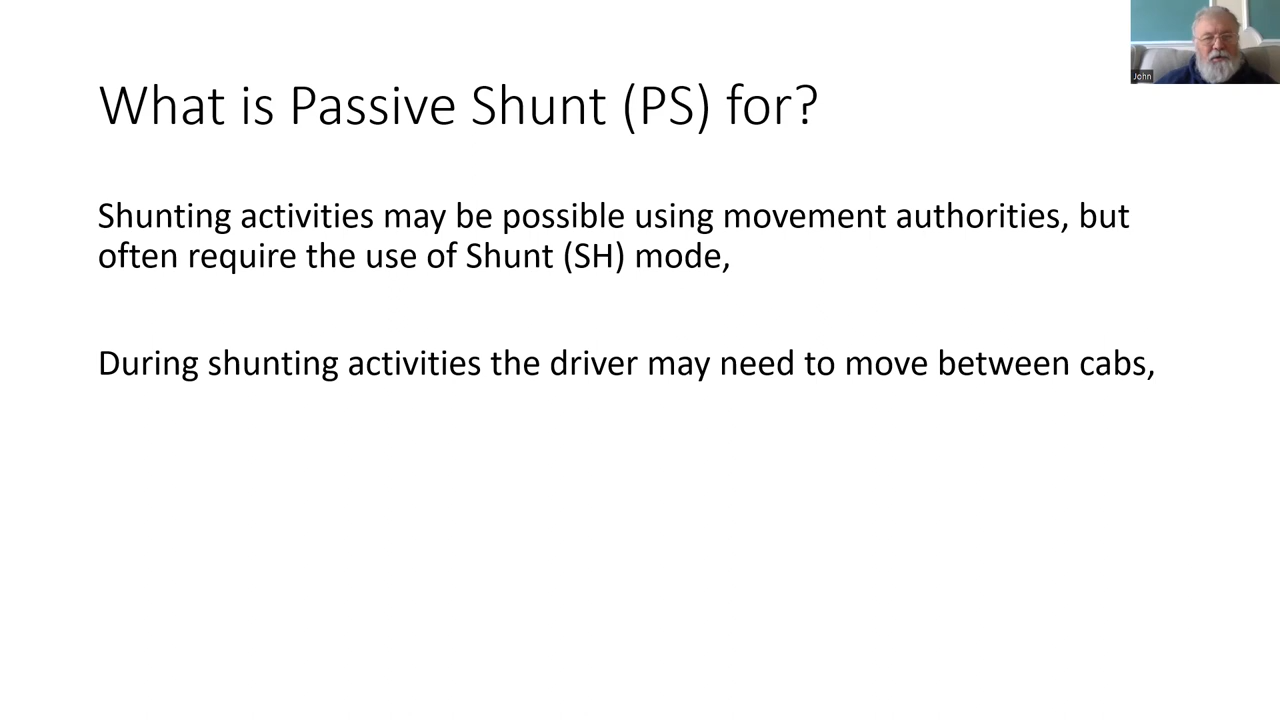 What is Passive Shunt (PS) for?
John
Shunting activities may be possible using movement authorities, but
often require the use of Shunt (SH) mode,
During shunting activities the driver may need to move between cabs,